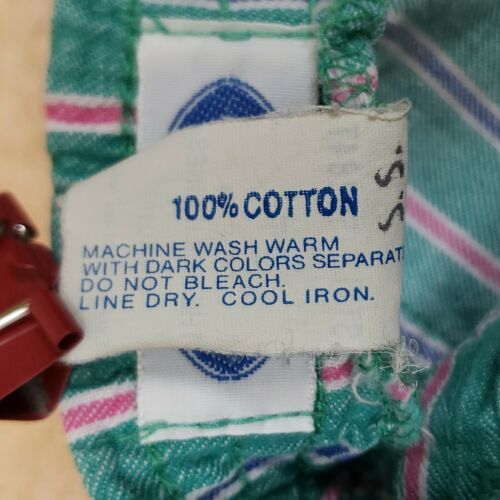 100% COTTON
MACHINE WASH WARM
WITH DARK COLORS SEPARAT
DO NOT BLEACH.
LINE DRY. COOL IRON.
S.S.